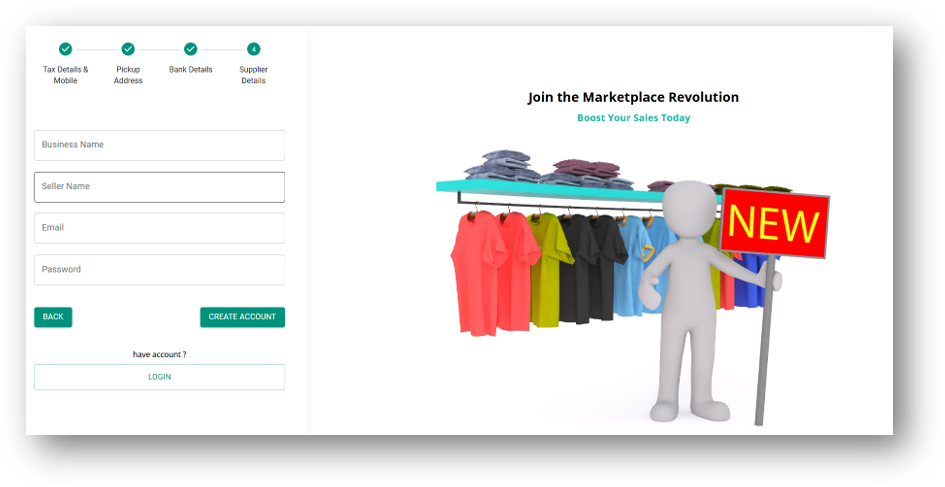 4
Tax Details &
Mobile
Pickup
Address
Bank Details
Supplier
Details
Business Name
Seller Name
Email
Password
BACK
CREATE ACCOUNT
have account ?
LOGIN
Join the Marketplace Revolution
Boost Your Sales Today
NEW